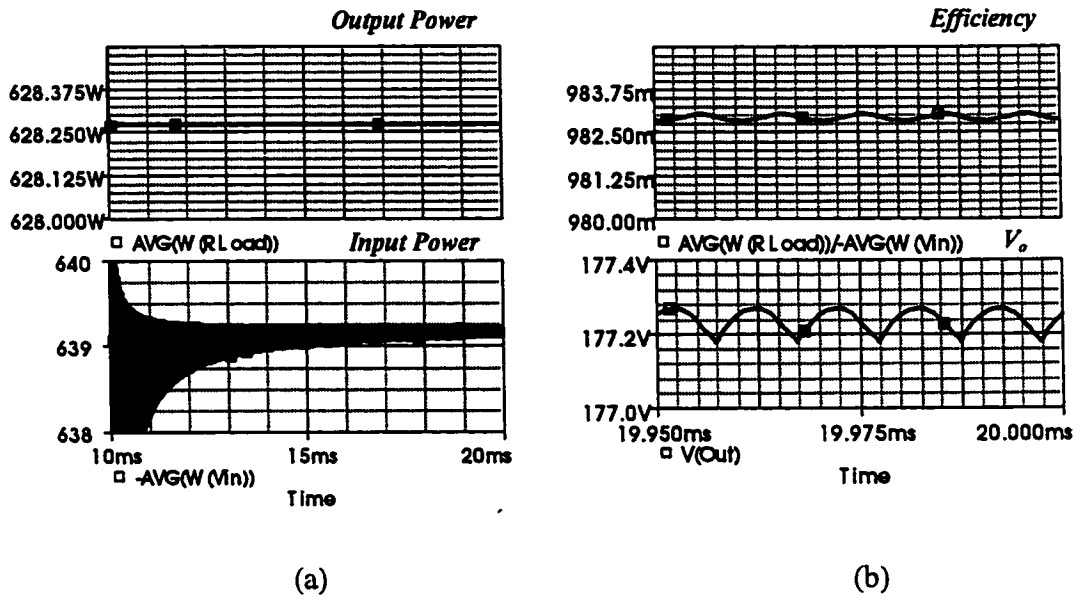 Output Power
628.375W
628.250W
628.125W
628.000W
AVG(W(RLoad))
Input Power
640
639
638
10ms 15ms 20ms
-AVG(W(Vin))
Time
(a)
Efficiency
983.75m
982.50m
981.25m
980.00m
AVG(W(RLoad))/-AVG(W(Vin))
Vo
177.4V
177.2V
177.0V
19.950ms 19.975ms 20.000ms
V(Out)
Time
(b)